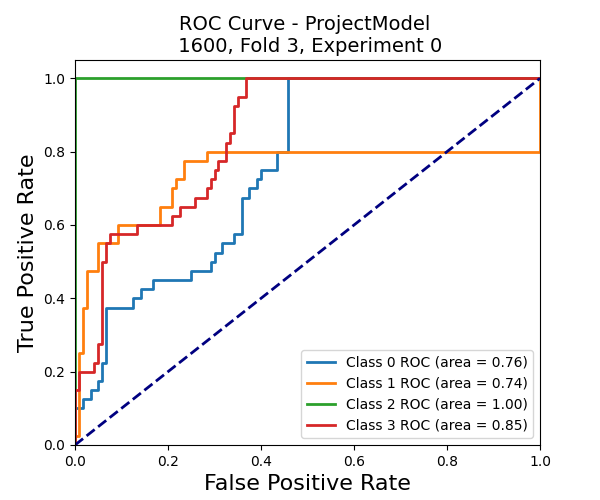 ROC Curve - ProjectModel
1600, Fold 3, Experiment 0
True Positive Rate
1.0
0.8
0.6
0.4
0.2
0.0
Class 0 ROC (area = 0.76)
Class 1 ROC (area = 0.74)
Class 2 ROC (area = 1.00)
Class 3 ROC (area = 0.85)
0.0 0.2 0.4 0.6 0.8 1.0
False Positive Rate